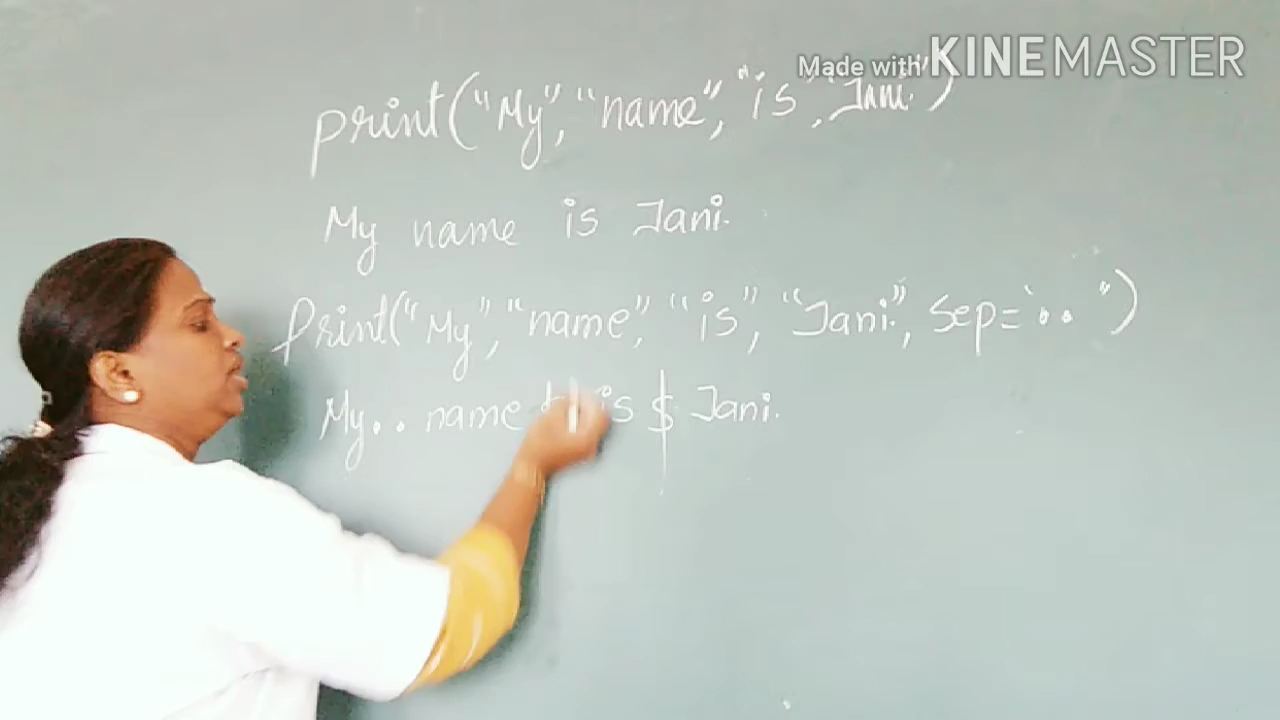 Made with KINEMASTER
print("My", "name", "is", "Jani.")
My name is Jani.
Print("My", "name", "is", "Jani.", sep=`.. ")
My.. name is $ Jani.